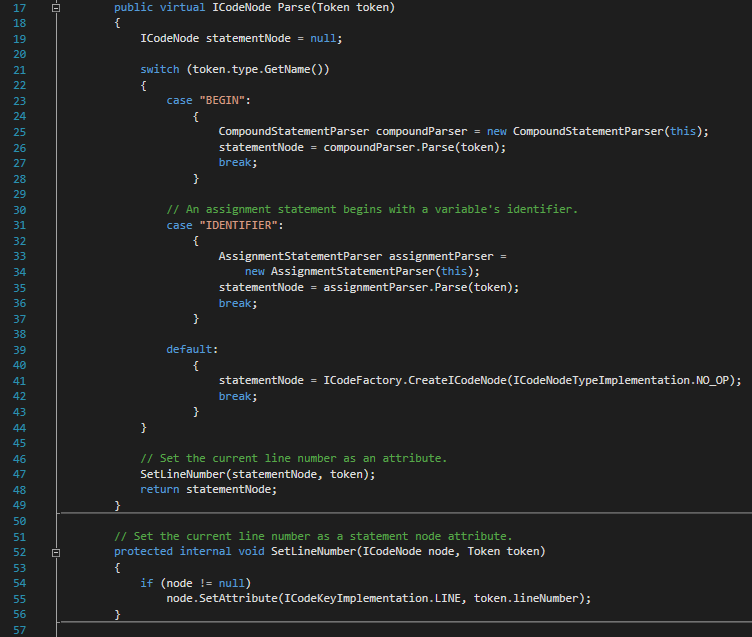 17 public virtual ICodeNode Parse(Token token)
18 {
19 ICodeNode statementNode = null;
20
21 switch (token.type.GetName())
22 {
23 case "BEGIN":
24 {
25 CompoundStatementParser compoundParser = new CompoundStatementParser(this);
26 statementNode = compoundParser.Parse(token);
27 break;
28 }
29
30 // An assignment statement begins with a variable's identifier.
31 case "IDENTIFIER":
32 {
33 AssignmentStatementParser assignmentParser =
34 new AssignmentStatementParser(this);
35 statementNode = assignmentParser.Parse(token);
36 break;
37 }
38
39 default:
40 {
41 statementNode = ICodeFactory.CreateICodeNode(ICodeNodeTypeImplementation.NO_OP);
42 break;
43 }
44 }
45
46 // Set the current line number as an attribute.
47 SetLineNumber(statementNode, token);
48 return statementNode;
49 }
50
51 // Set the current line number as a statement node attribute.
52 protected internal void SetLineNumber(ICodeNode node, Token token)
53 {
54 if (node != null)
55 node.SetAttribute(ICodeKeyImplementation.LINE, token.lineNumber);
56 }
57